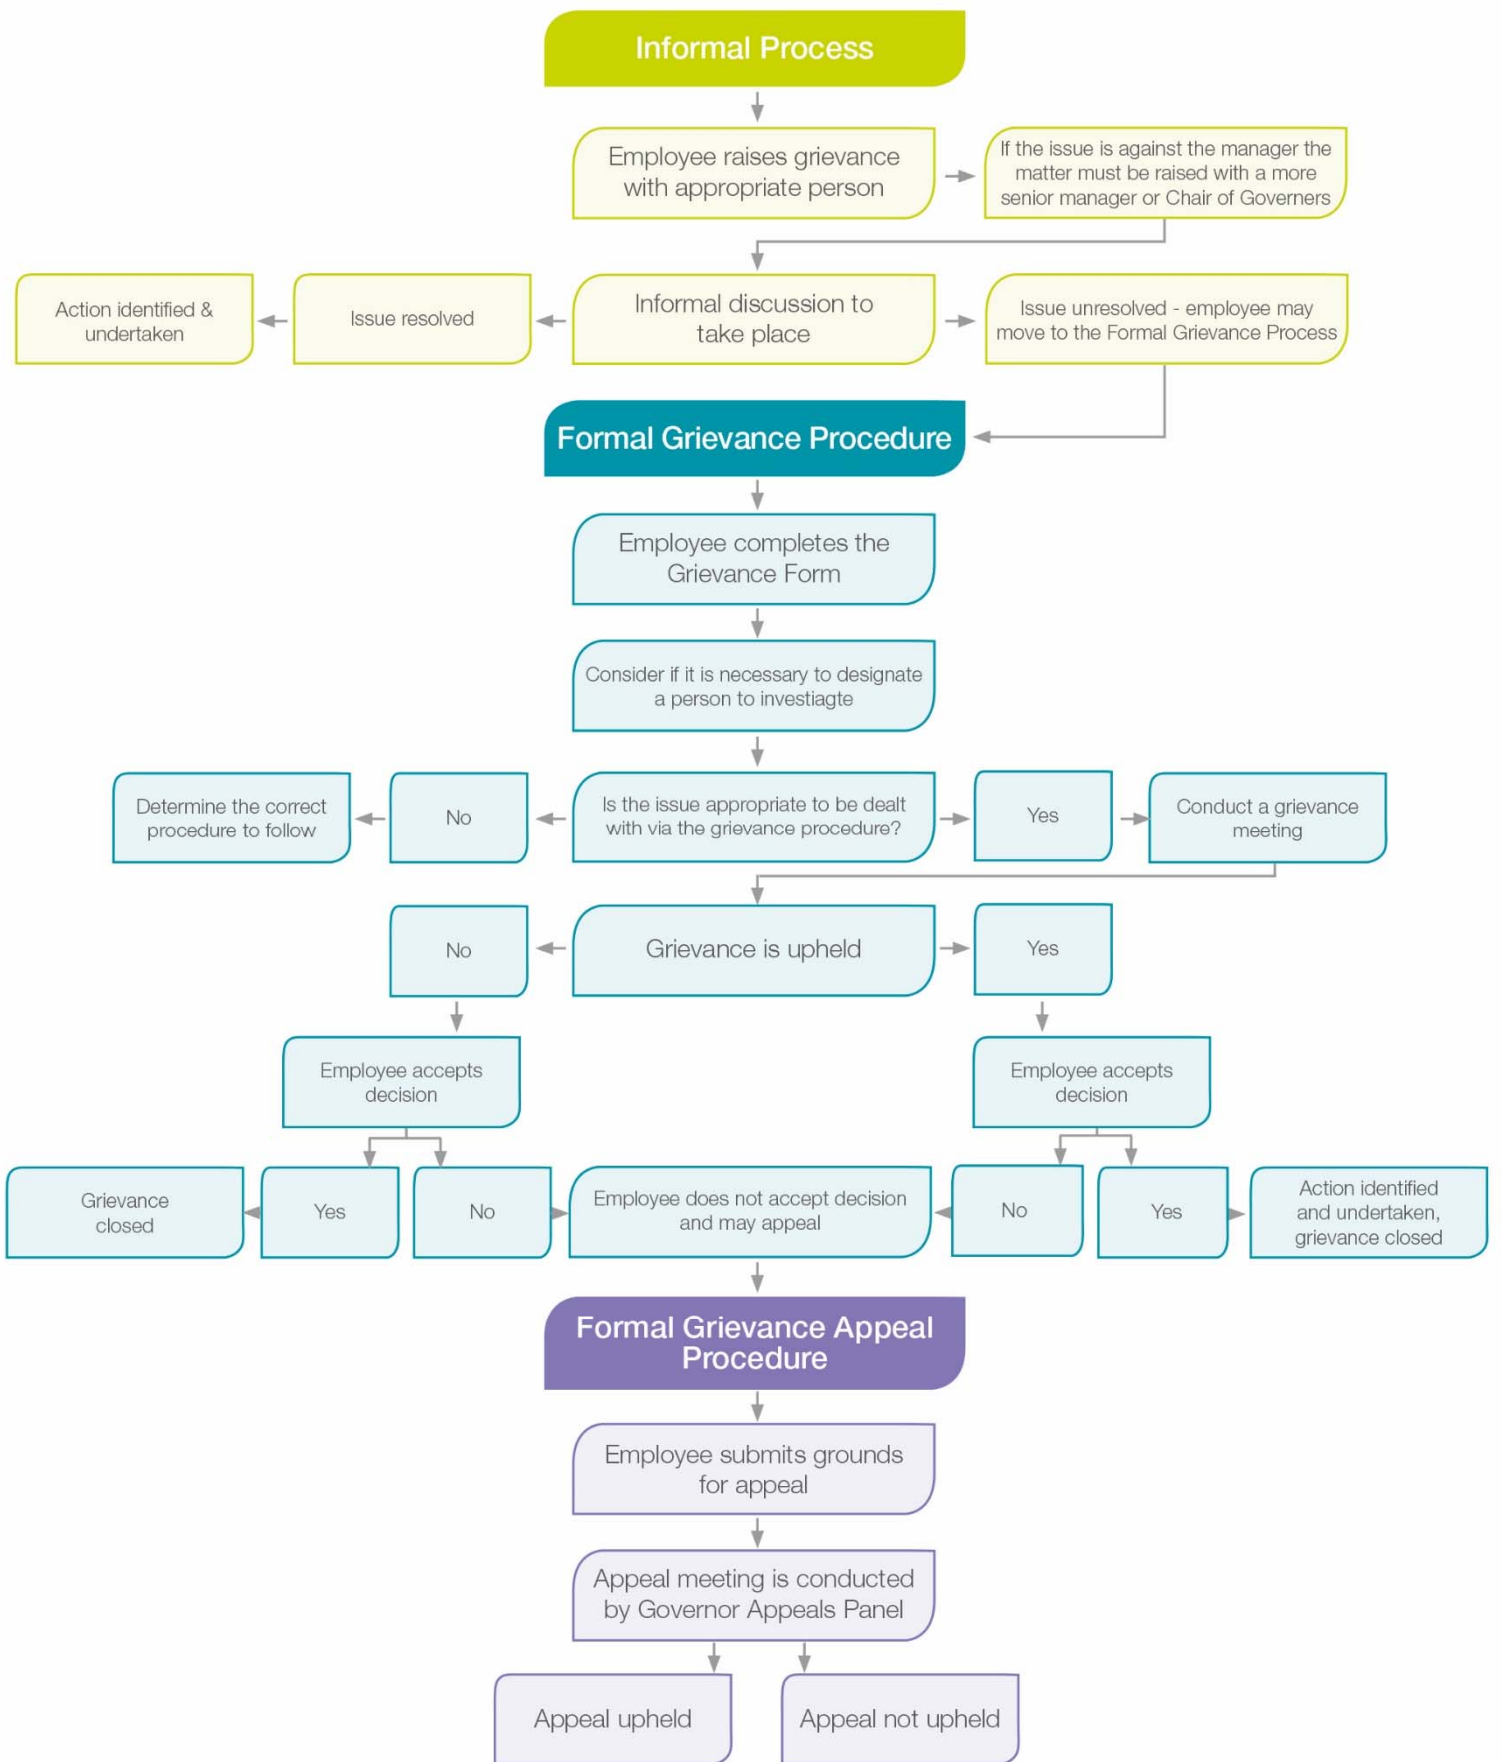 Informal Process
Employee raises grievance
with appropriate person
If the issue is against the manager the
matter must be raised with a more
senior manager or Chair of Governers
Action identified &
undertaken
Issue resolved
Informal discussion to
take place
Issue unresolved - employee may
move to the Formal Grievance Process
Formal Grievance Procedure
Employee completes the
Grievance Form
Consider if it is necessary to designate
a person to investiagte
Determine the correct
procedure to follow
No
Is the issue appropriate to be dealt
with via the grievance procedure?
Yes
Conduct a grievance
meeting
No
Grievance is upheld
Yes
Employee accepts
decision
Employee accepts
decision
Grievance
closed
Yes
No
Employee does not accept decision
and may appeal
No
Yes
Action identified
and undertaken,
grievance closed
Formal Grievance Appeal
Procedure
Employee submits grounds
for appeal
Appeal meeting is conducted
by Governor Appeals Panel
Appeal upheld
Appeal not upheld